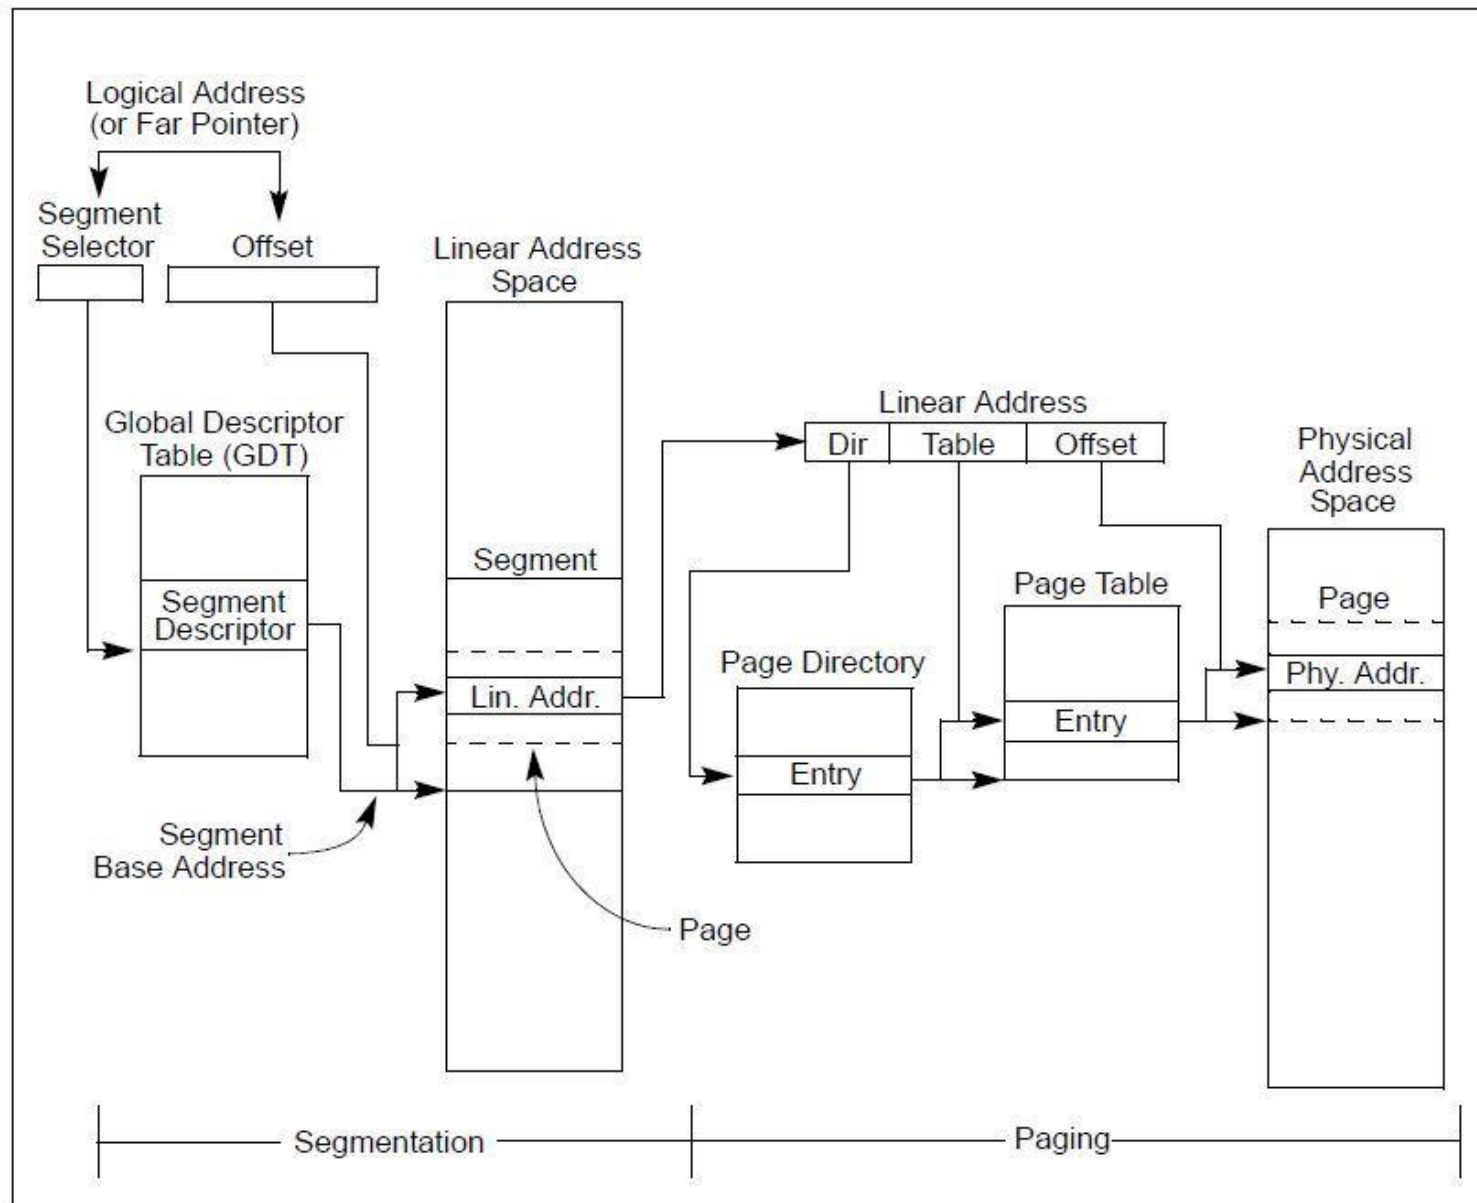 Logical Address
(or Far Pointer)
Segment
Selector
Offset
Linear Address
Space
Global Descriptor
Table (GDT)
Segment
Descriptor
Segment
Lin. Addr.
Segment
Base Address
Page
Linear Address
Dir
Table
Offset
Page Directory
Entry
Page Table
Entry
Physical
Address
Space
Page
Phy. Addr.
Segmentation
Paging